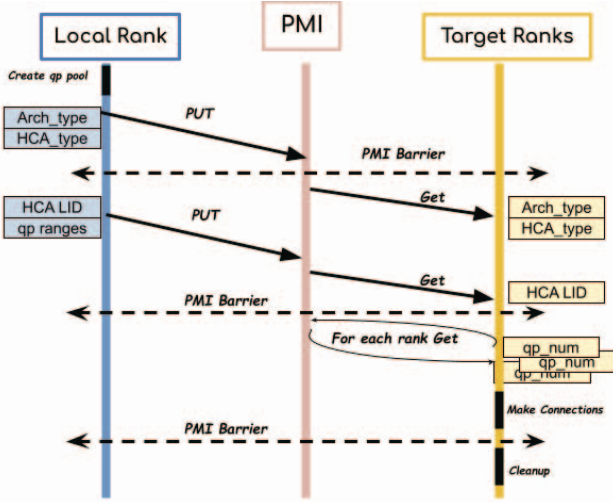 Local Rank
PMI
Target Ranks
Create qp pool
PUT
Arch_type
HCA_type
PMI Barrier
Get
Arch_type
HCA_type
HCA LID
qp ranges
PUT
Get
HCA LID
PMI Barrier
For each rank Get
qp_num
qp_num
qp_num
Make Connections
PMI Barrier
Cleanup